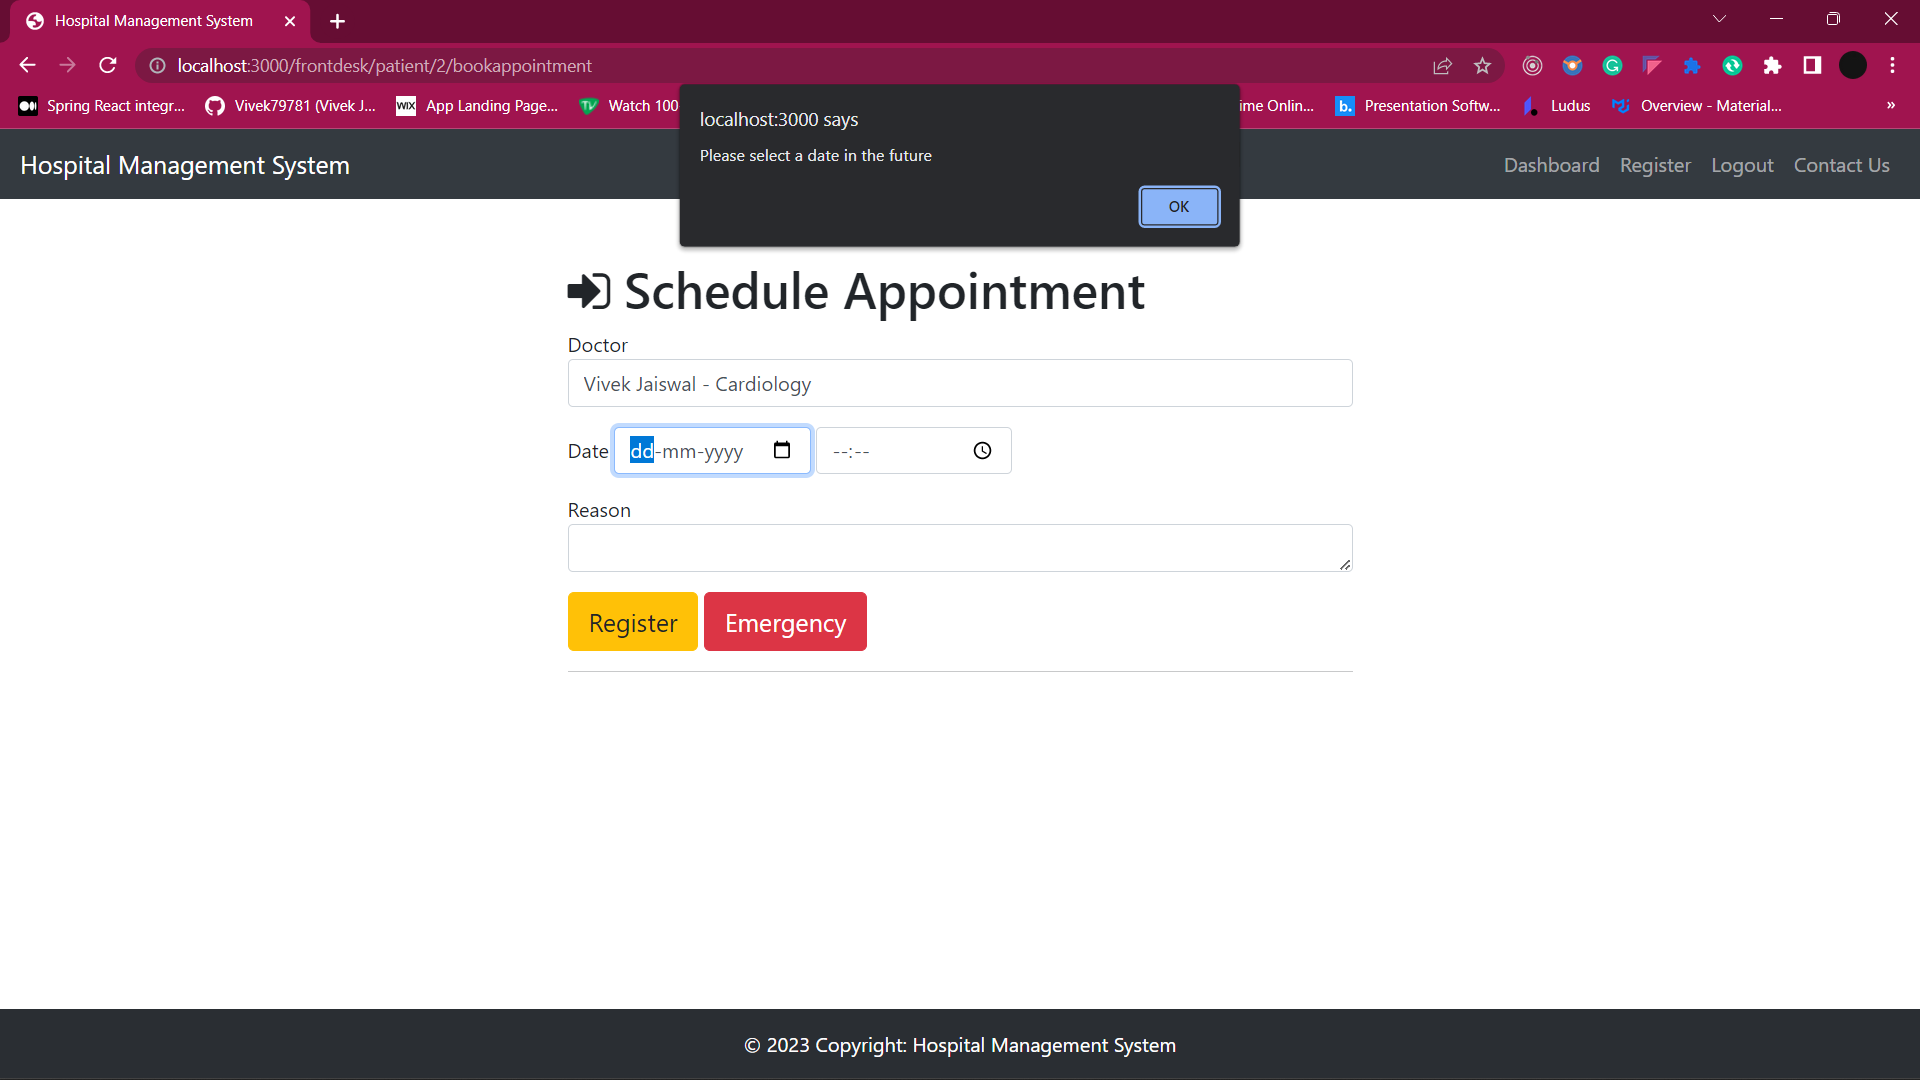 Hospital Management System
localhost:3000/frontdesk/patient/2/bookappointment
Spring React integr... Vivek79781 (Vivek J... WIX App Landing Page... Watch 100 ime Onlin... b. Presentation Softw... Ludus Overview - Material... »
localhost:3000 says
Please select a date in the future
OK
Hospital Management System Dashboard Register Logout Contact Us
Schedule Appointment
Doctor
Vivek Jaiswal - Cardiology
Date dd-mm-yyyy --:--
Reason
Register Emergency
© 2023 Copyright: Hospital Management System